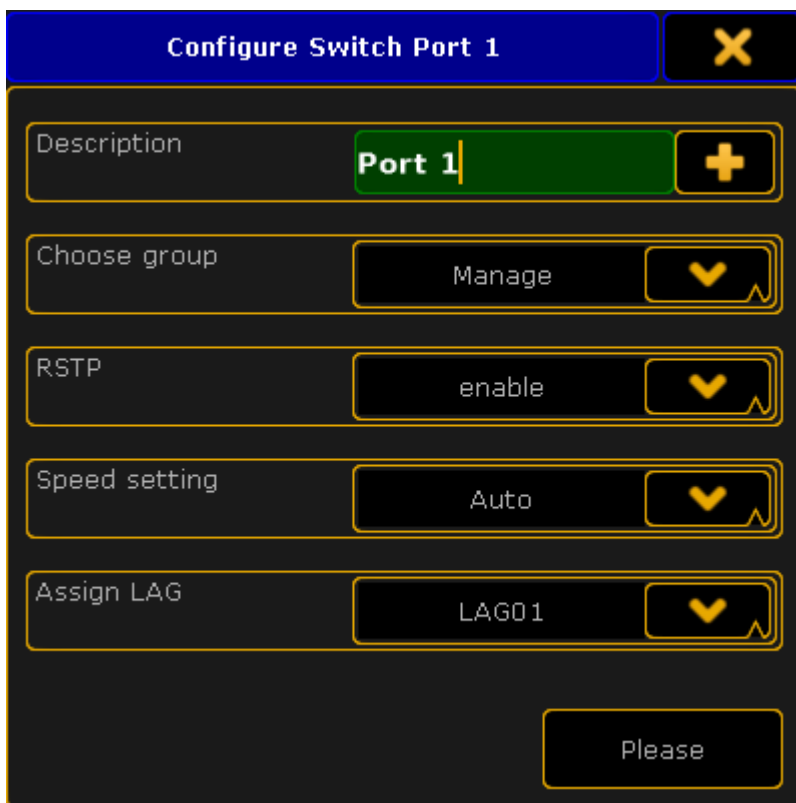 Configure Switch Port 1
Description
Port 1
Choose group
Manage
RSTP
enable
Speed setting
Auto
Assign LAG
LAG01
Please